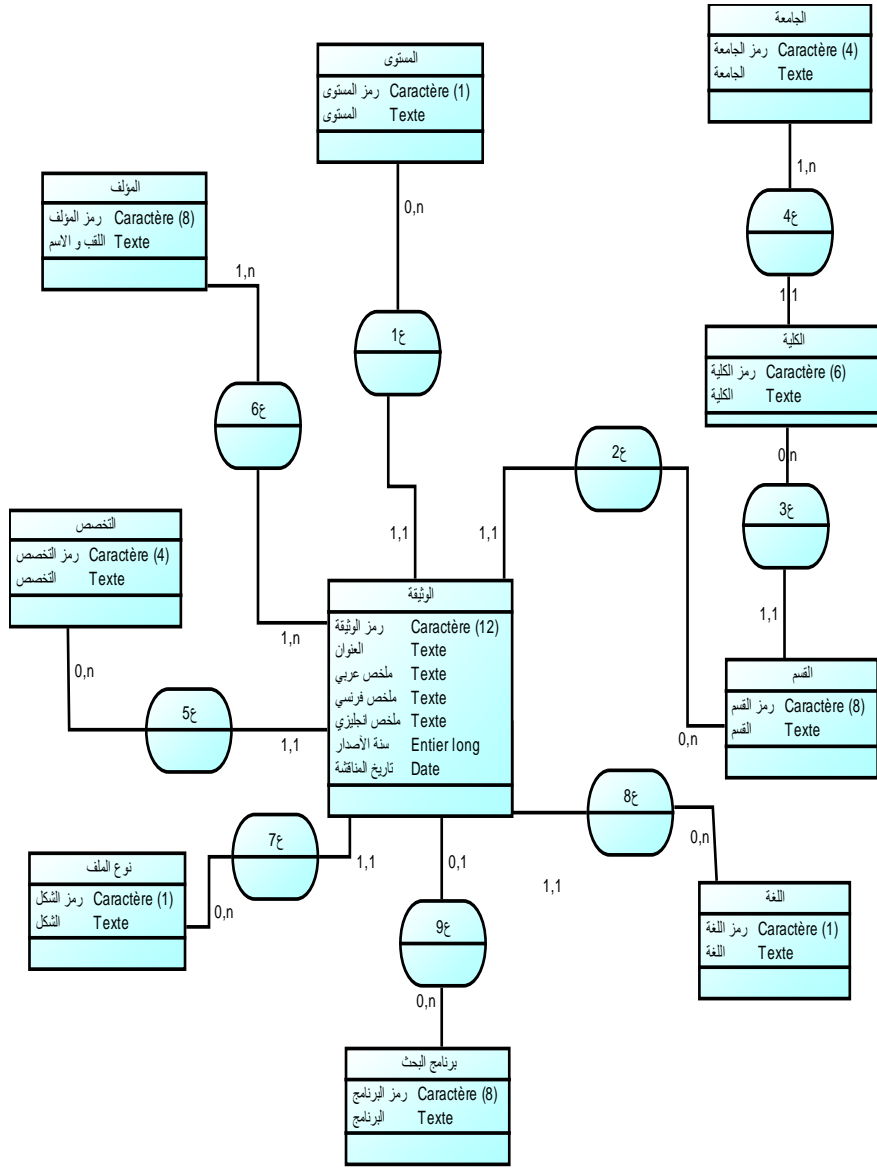 الجامعة
رمز الجامعة Caractère (4)
الجامعة Texte
1,n
ع4
1,1
الكلية
رمز الكلية Caractère (6)
الكلية Texte
0,n
ع3
1,1
القسم
رمز القسم Caractère (8)
القسم Texte
0,n
ع2
1,1
المستوى
رمز المستوى Caractère (1)
المستوى Texte
0,n
ع1
1,1
المؤلف
رمز المؤلف Caractère (8)
اللقب و الاسم Texte
1,n
ع6
1,n
التخصص
رمز التخصص Caractère (4)
التخصص Texte
0,n
ع5
1,1
الوثيقة
رمز الوثيقة Caractère (12)
العنوان Texte
ملخص عربي Texte
ملخص فرنسي Texte
ملخص انجليزي Texte
سنة الأصدار Entier long
تاريخ المناقشة Date
نوع الملف
رمز الشكل Caractère (1)
الشكل Texte
0,n
ع7
1,1
0,1
ع9
0,n
برنامج البحث
رمز البرنامج Caractère (8)
البرنامج Texte
1,1
ع8
0,n
اللغة
رمز اللغة Caractère (1)
اللغة Texte